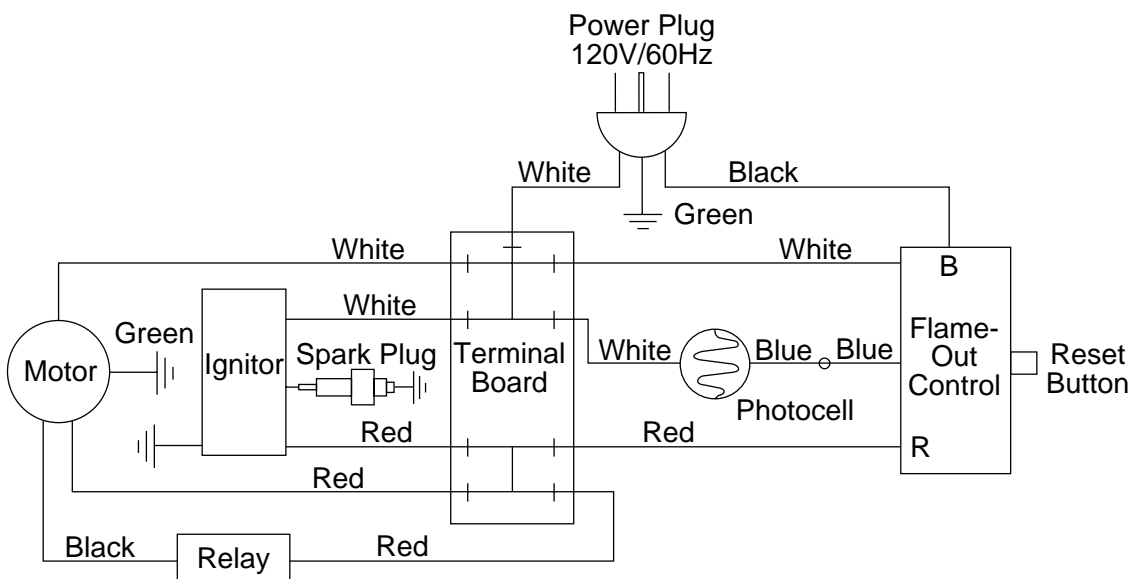 Power Plug
120V/60Hz
White
Black
Green
White
White
B
White
Green
Motor
Ignitor
Spark Plug
Terminal
Board
White
Blue
Blue
Photocell
Flame-
Out
Control
Reset
Button
Red
Red
R
Red
Black
Relay
Red